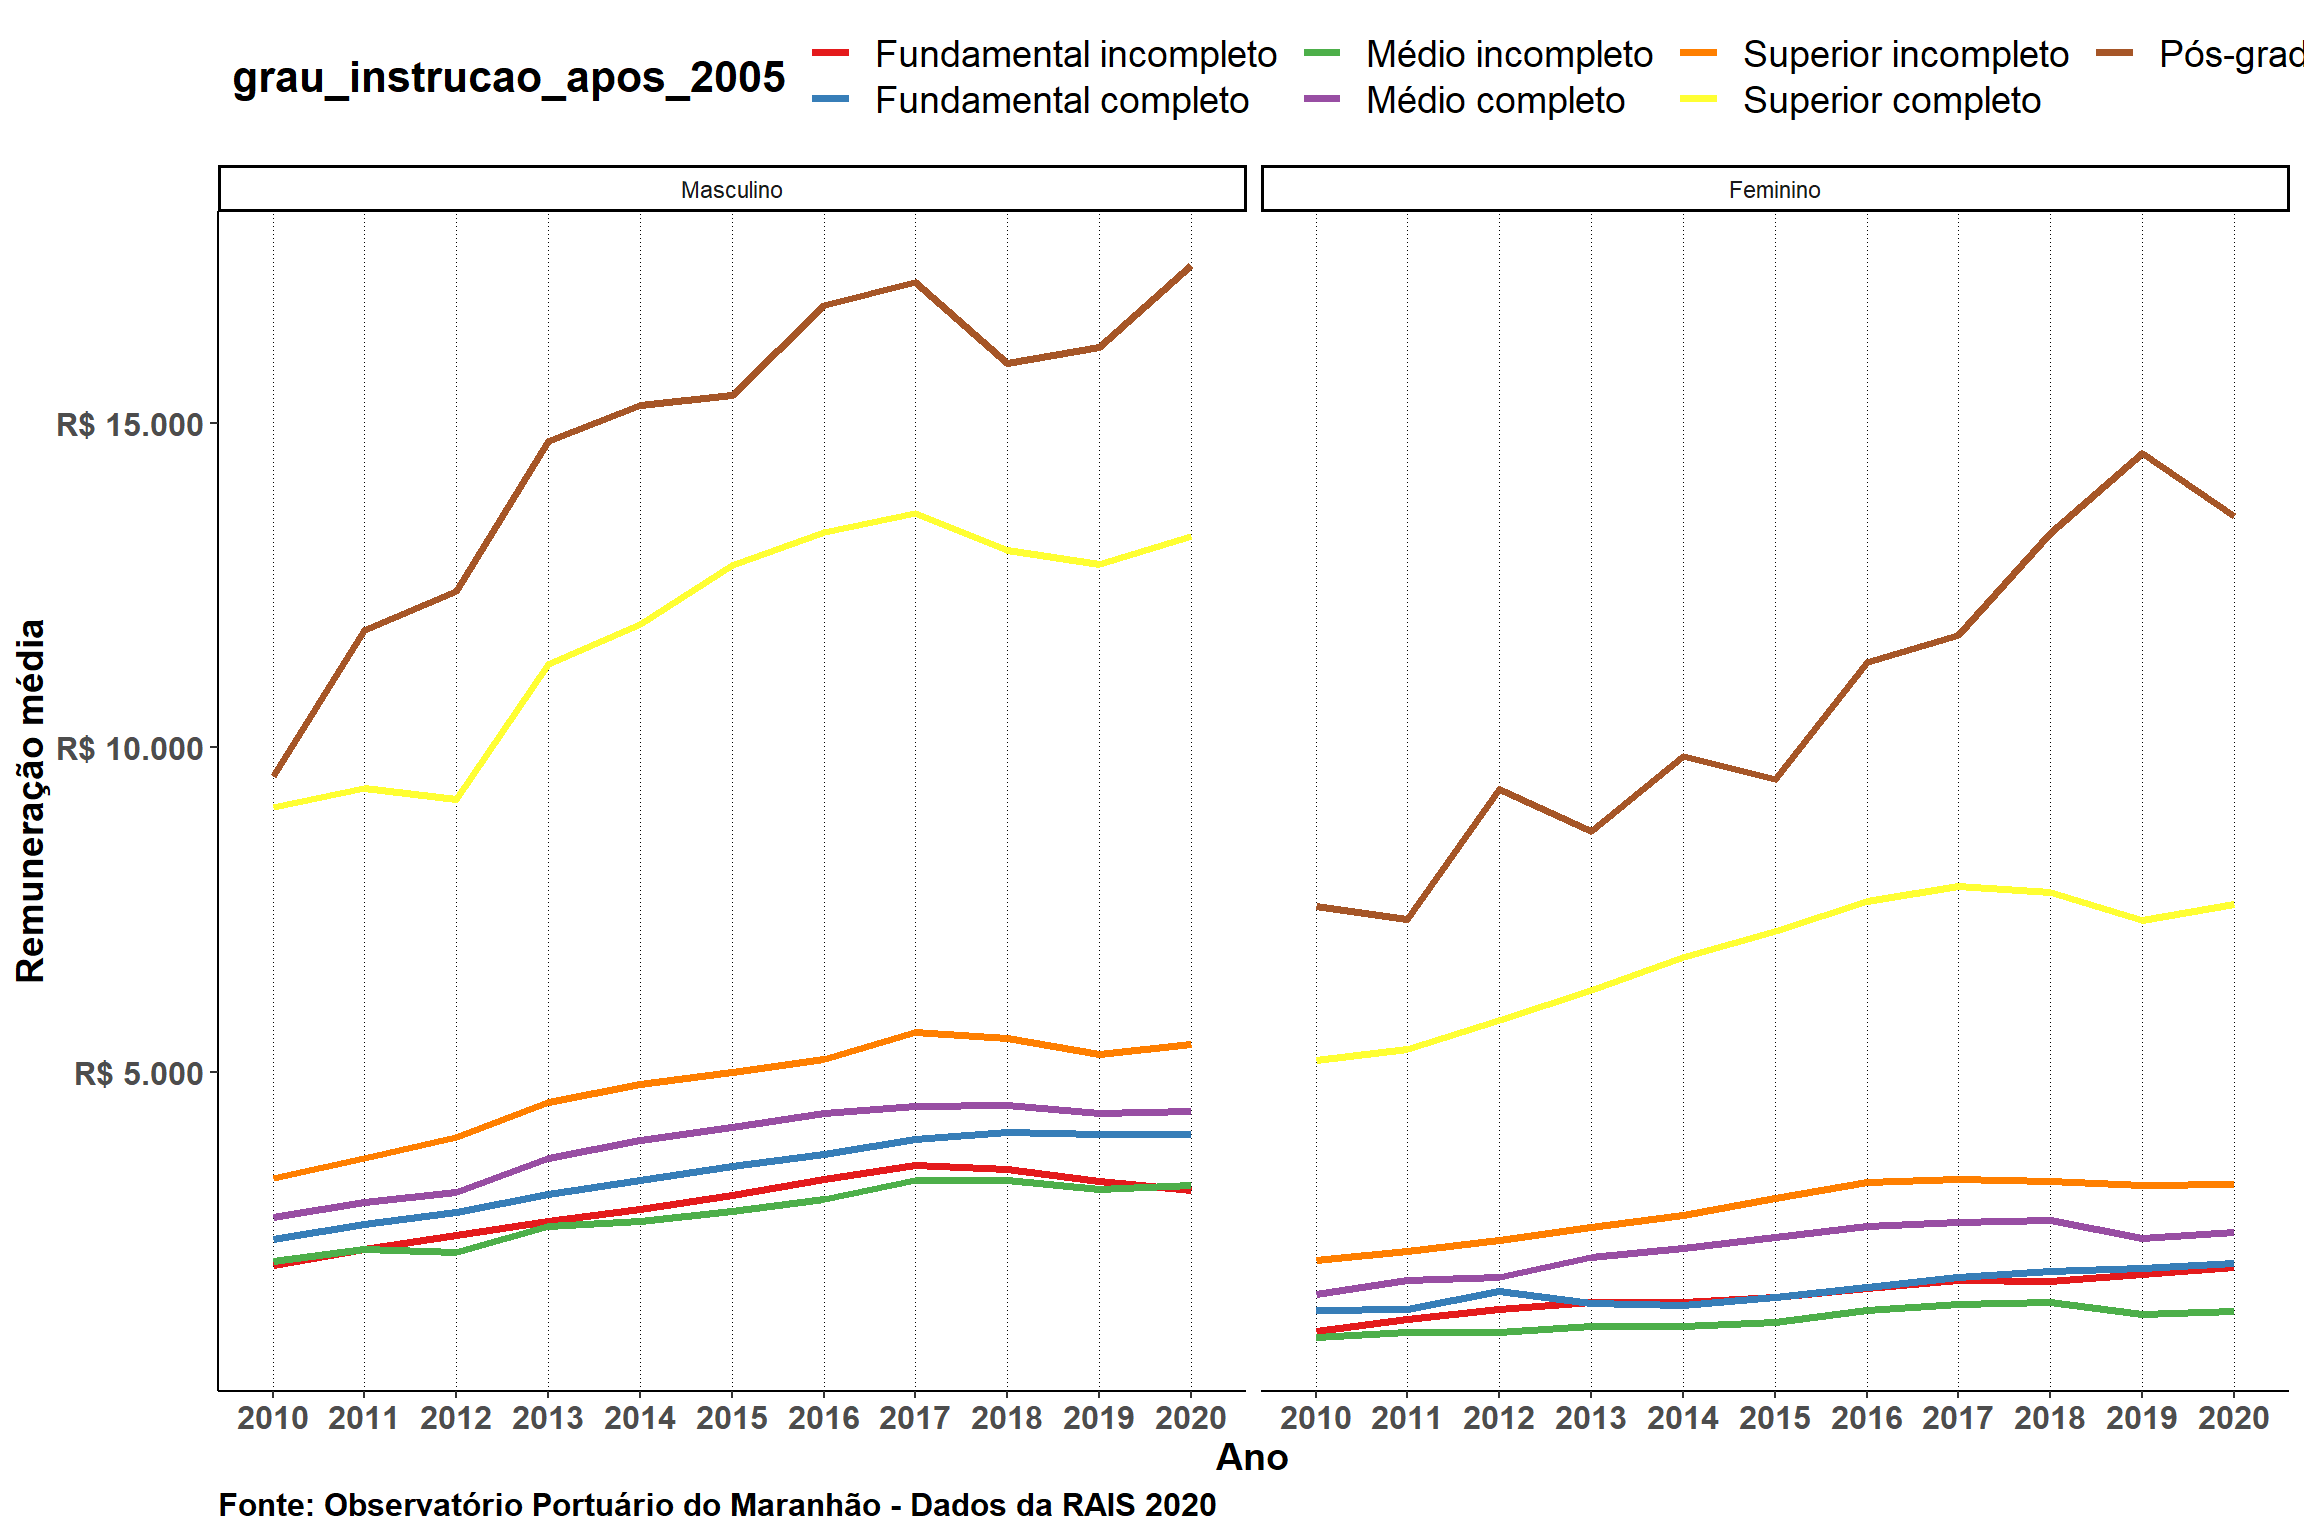 grau_instrucao_apos_2005
Fundamental incompleto Médio incompleto Superior incompleto Pós-grad
Fundamental completo Médio completo Superior completo
Masculino Feminino
R$ 15.000
R$ 10.000
R$ 5.000
Remuneração média
2010 2011 2012 2013 2014 2015 2016 2017 2018 2019 2020 2010 2011 2012 2013 2014 2015 2016 2017 2018 2019 2020
Ano
Fonte: Observatório Portuário do Maranhão - Dados da RAIS 2020